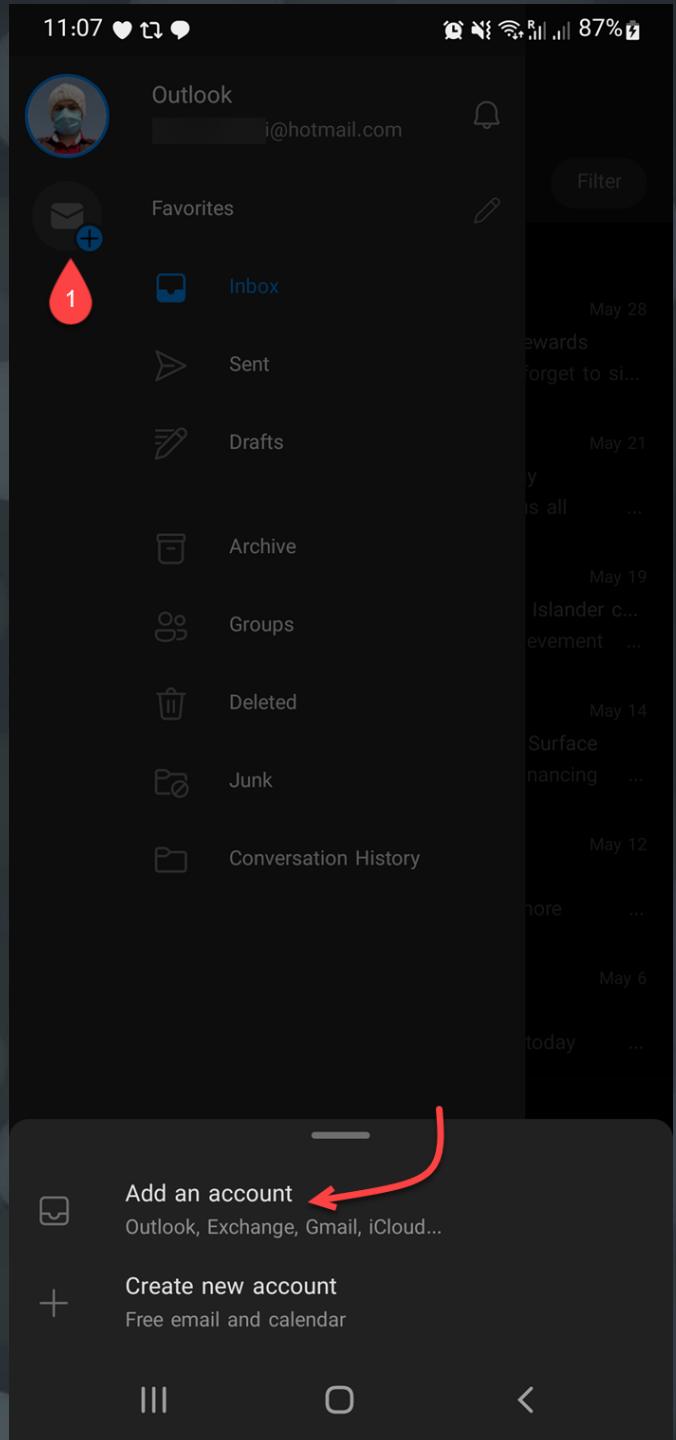 11:07
R
87%
Outlook
i@hotmail.com
Favorites
Filter
1
Inbox
May 28
ewards
forget to si...
Sent
Drafts
May 21
y
is all ...
Archive
May 19
Islander c...
evement ...
Groups
Deleted
May 14
Surface
nancing ...
Junk
Conversation History
May 12
more ...
May 6
today ...
Add an account
Outlook, Exchange, Gmail, iCloud...
Create new account
Free email and calendar